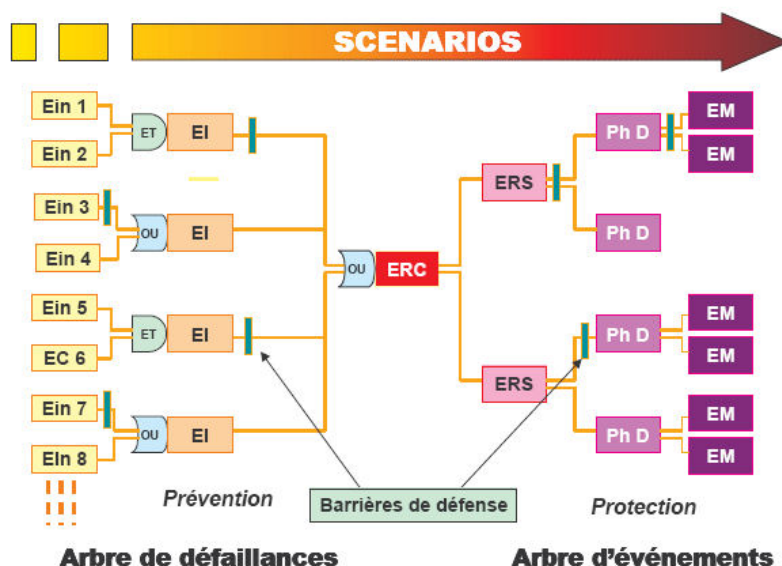 SCENARIOS
Ein 1
ET
EI
Ein 2
Ein 3
OU
EI
Ein 4
Ein 5
ET
EI
EC 6
Ein 7
OU
EI
EIn 8
OU
ERC
ERS
ERS
Ph D
Ph D
Ph D
Ph D
EM
EM
EM
EM
EM
EM
Prévention
Barrières de défense
Protection
Arbre de défaillances
Arbre d'événements